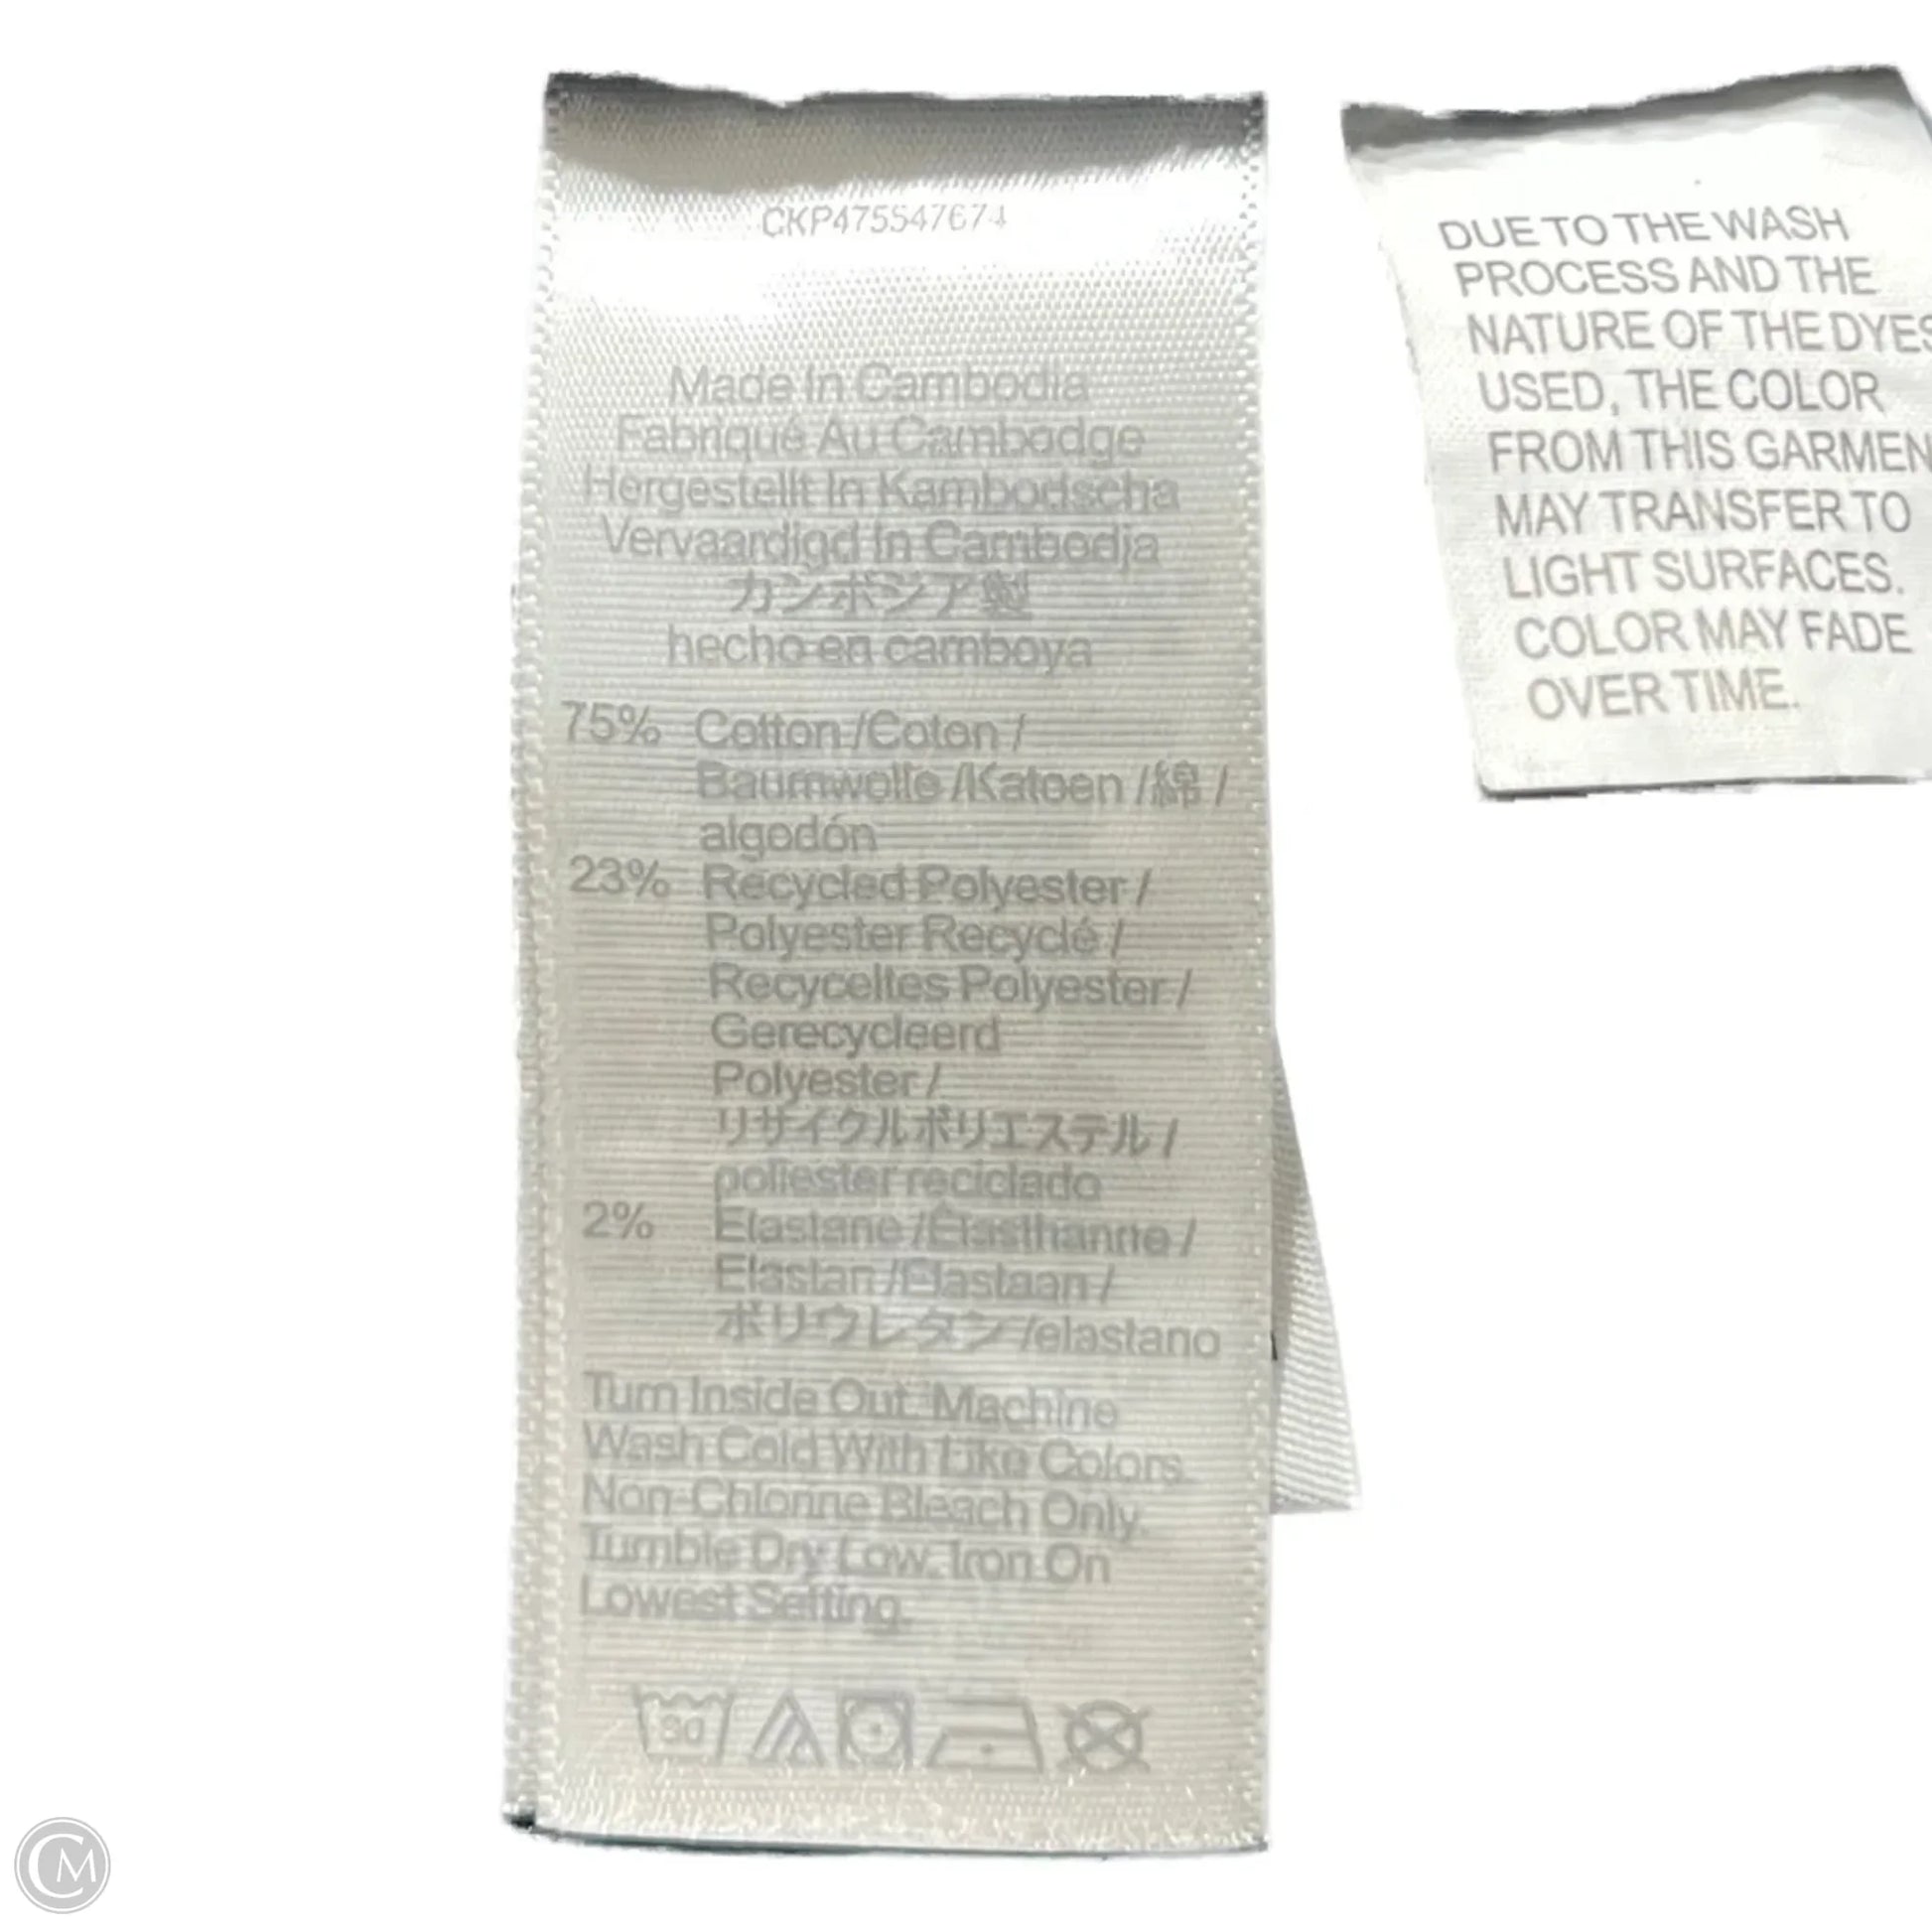 CKP475547674
Made In Cambodia
Fabriqué Au Cambodge
Hergestellt In Kambodscha
Vervaardigd In Cambodja
カンボジア製
hecho en camboya
75% Cotton /Coton /
Baumwolle /Katoen /綿 /
algodón
23% Recycled Polyester /
Polyester Recyclé /
Recyceltes Polyester /
Gerecycleerd
Polyester /
リサイクルポリエステル /
poliester reciclado
2% Elastane /Élasthanne /
Elastan /Elastaan /
ポリウレタン /elastano
Turn Inside Out. Machine
Wash Cold With Like Colors.
Non-Chlorine Bleach Only.
Tumble Dry Low. Iron On
Lowest Setting.
30
DUE TO THE WASH
PROCESS AND THE
NATURE OF THE DYES
USED, THE COLOR
FROM THIS GARMEN
MAY TRANSFER TO
LIGHT SURFACES.
COLOR MAY FADE
OVER TIME.
CM